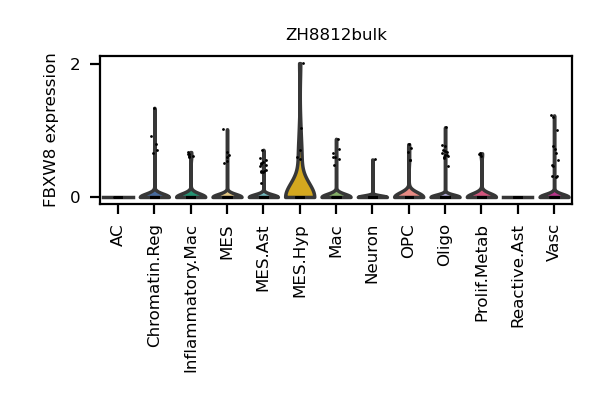 ZH8812bulk
FBXW8 expression
2
0
AC
Chromatin.Reg
Inflammatory.Mac
MES
MES.Ast
MES.Hyp
Mac
Neuron
OPC
Oligo
Prolif.Metab
Reactive.Ast
Vasc